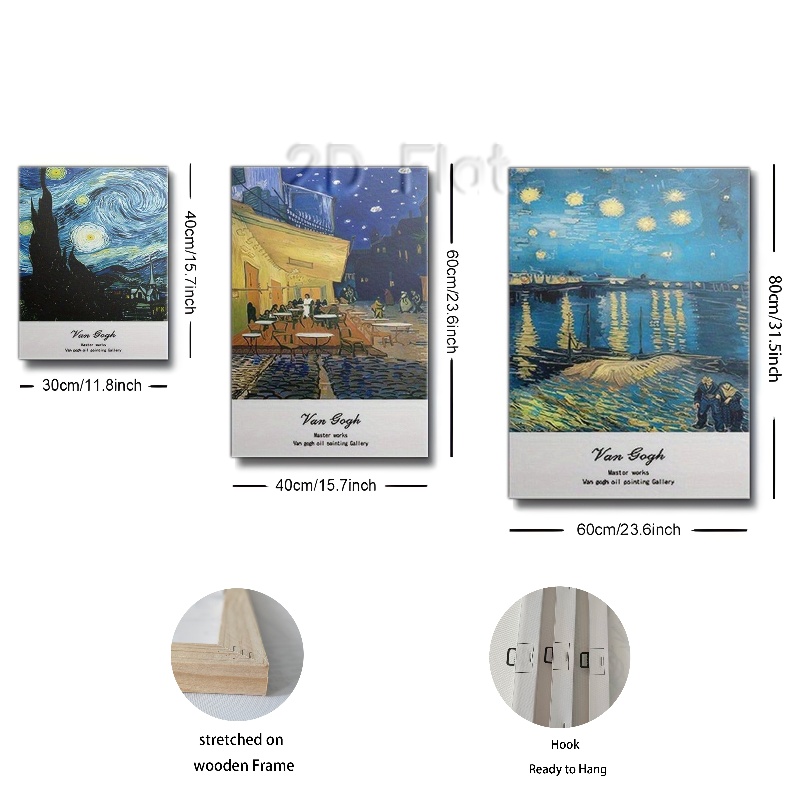 2D Flat
40cm/15.7inch
60cm/23.6inch
80cm/31.5inch
Van Gogh
Master works
Van gogh oil painting Gallery
30cm/11.8inch
Van Gogh
Master works
Van gogh oil painting Gallery
40cm/15.7inch
Van Gogh
Master works
Van gogh oil painting Gallery
60cm/23.6inch
stretched on
wooden Frame
Hook
Ready to Hang